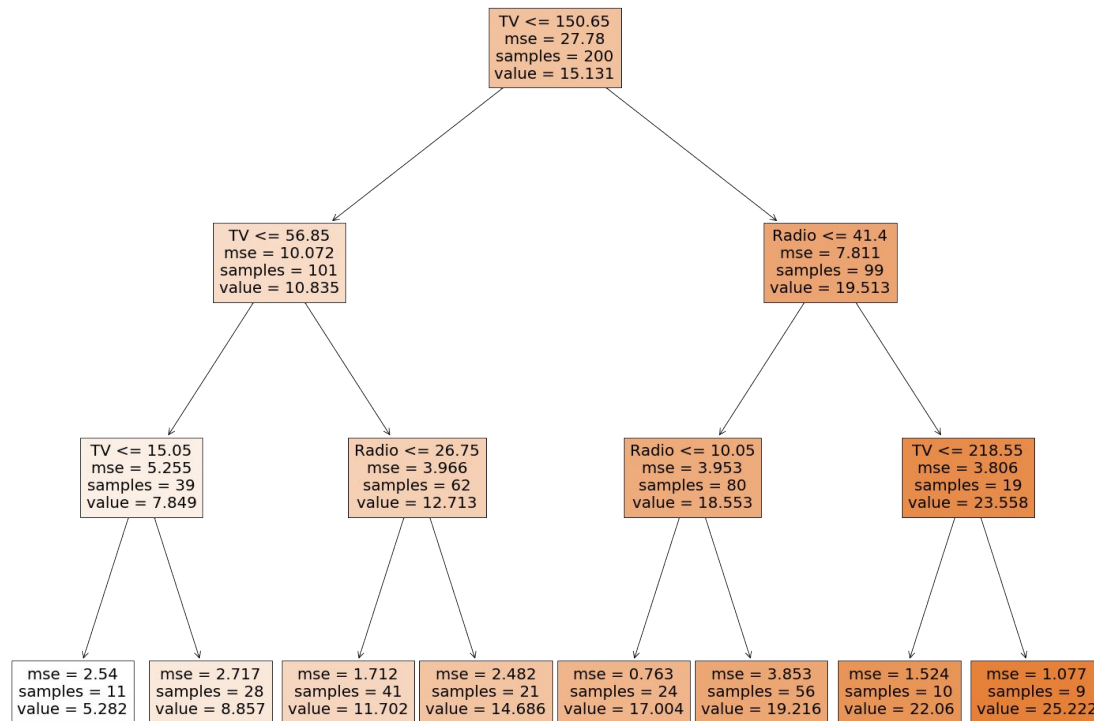 TV <= 150.65
mse = 27.78
samples = 200
value = 15.131
TV <= 56.85
mse = 10.072
samples = 101
value = 10.835
Radio <= 41.4
mse = 7.811
samples = 99
value = 19.513
TV <= 15.05
mse = 5.255
samples = 39
value = 7.849
Radio <= 26.75
mse = 3.966
samples = 62
value = 12.713
Radio <= 10.05
mse = 3.953
samples = 80
value = 18.553
TV <= 218.55
mse = 3.806
samples = 19
value = 23.558
mse = 2.54
samples = 11
value = 5.282
mse = 2.717
samples = 28
value = 8.857
mse = 1.712
samples = 41
value = 11.702
mse = 2.482
samples = 21
value = 14.686
mse = 0.763
samples = 24
value = 17.004
mse = 3.853
samples = 56
value = 19.216
mse = 1.524
samples = 10
value = 22.06
mse = 1.077
samples = 9
value = 25.222